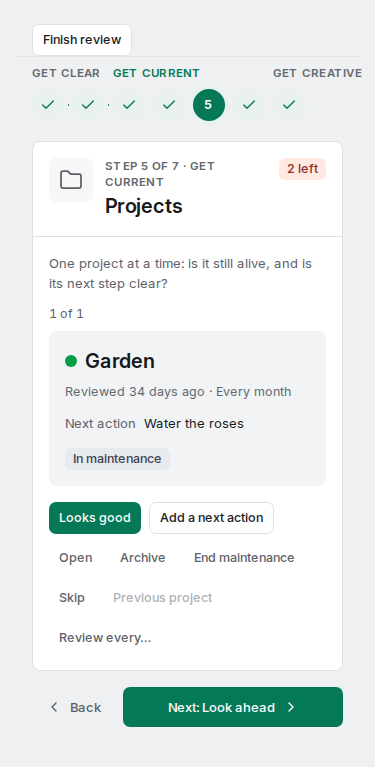 Finish review
GET CLEAR GET CURRENT GET CREATIVE
5
STEP 5 OF 7 · GET
CURRENT
2 left
Projects
One project at a time: is it still alive, and is
its next step clear?
1 of 1
Garden
Reviewed 34 days ago · Every month
Next action Water the roses
In maintenance
Looks good Add a next action
Open Archive End maintenance
Skip Previous project
Review every...
Back Next: Look ahead